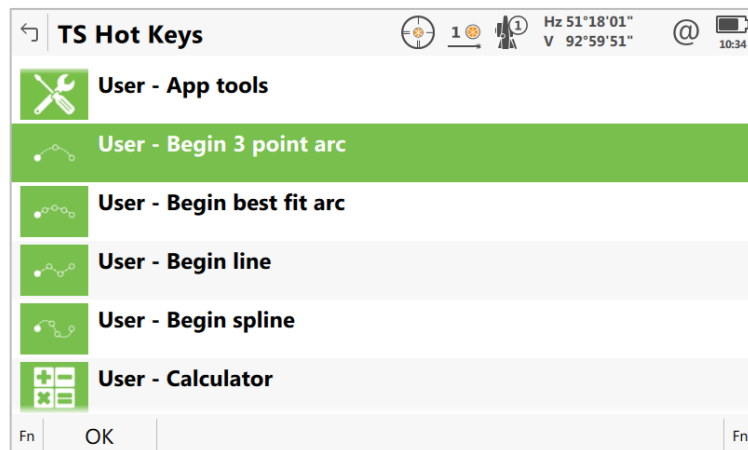 TS Hot Keys
1
1
Hz 51°18'01"
V 92°59'51"
@
10:34
User - App tools
User - Begin 3 point arc
User - Begin best fit arc
User - Begin line
User - Begin spline
User - Calculator
Fn
OK
Fn